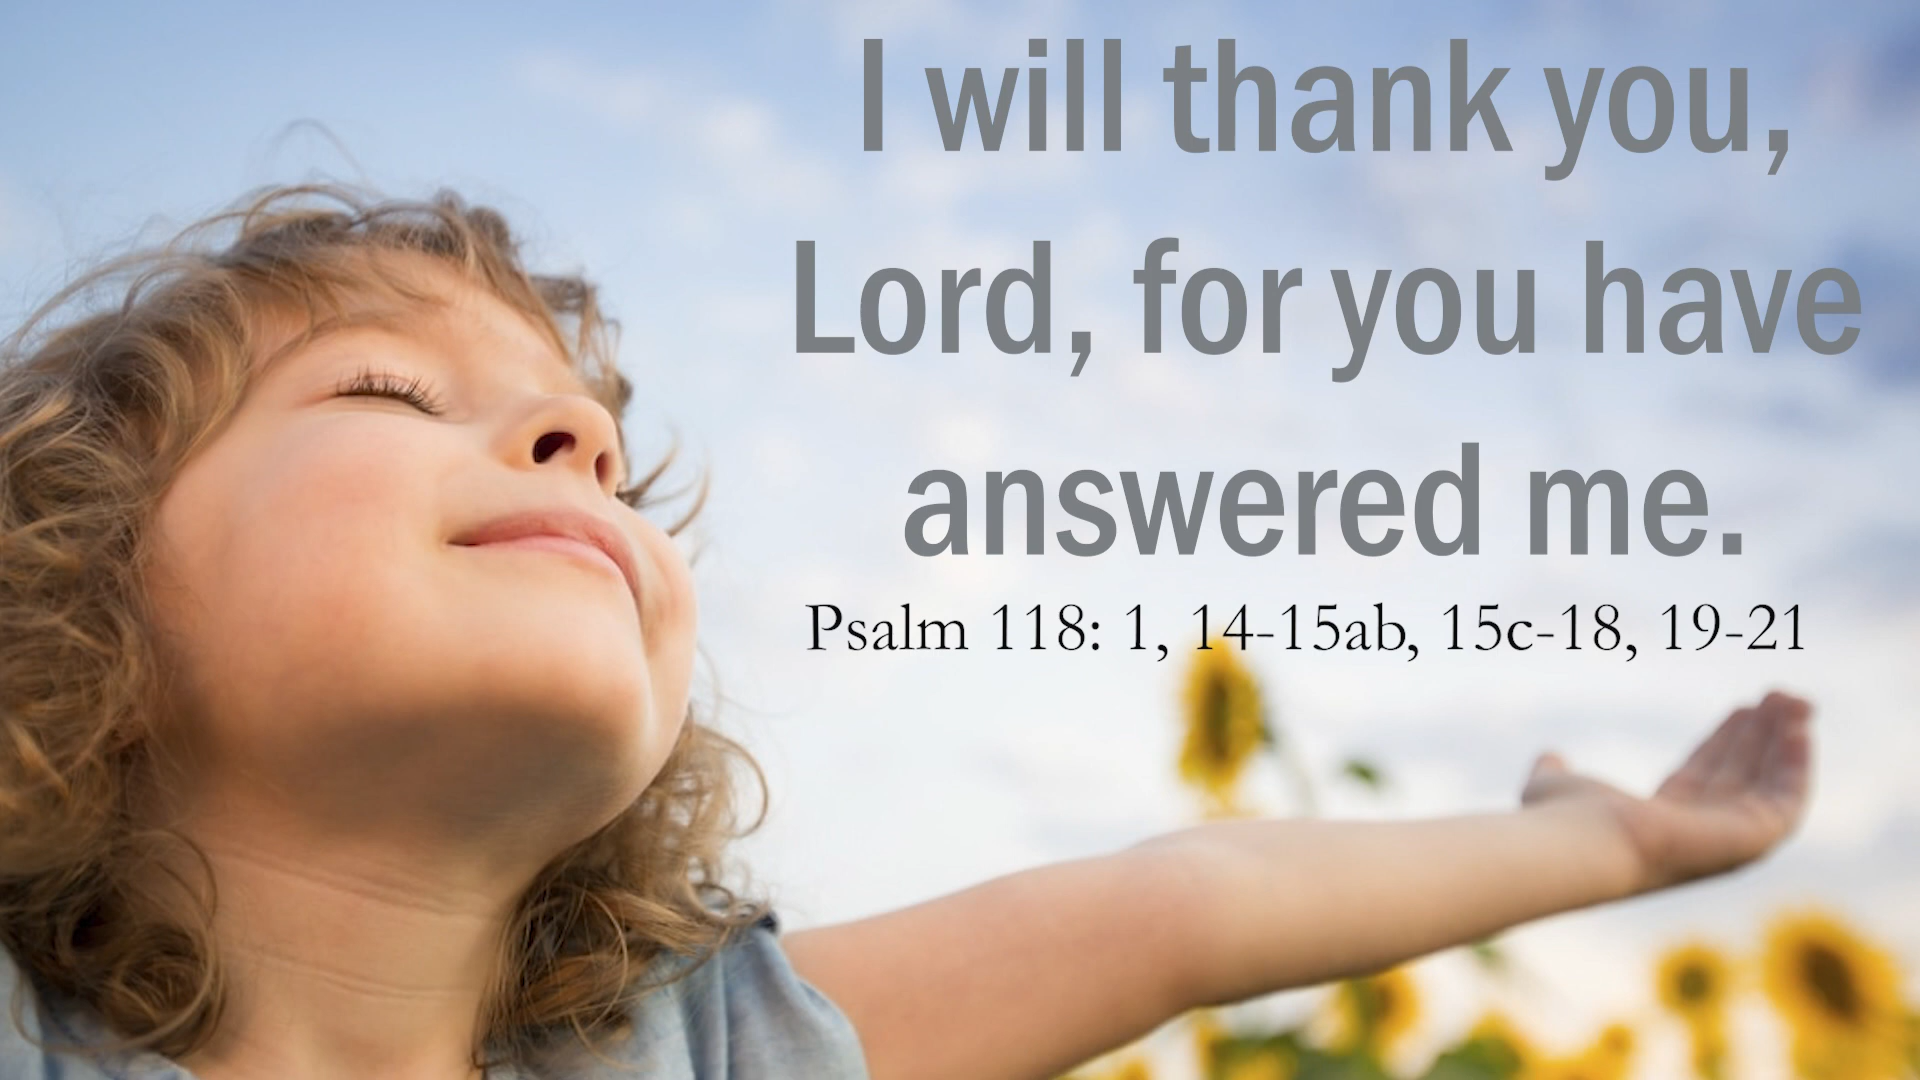 I will thank you,
Lord, for you have
answered me.
Psalm 118: 1, 14-15ab, 15c-18, 19-21